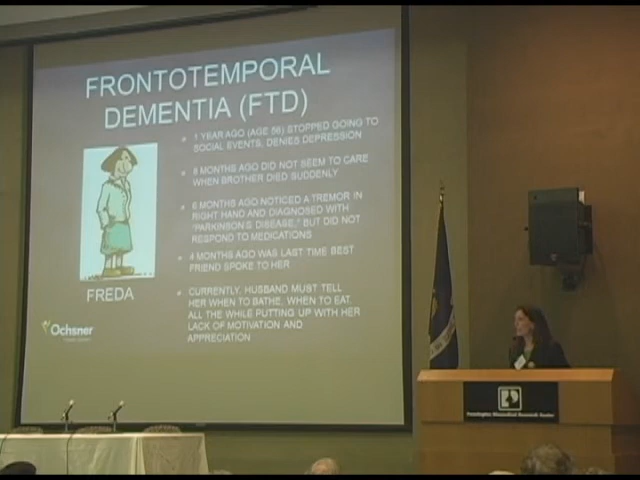 FRONTOTEMPORAL
DEMENTIA (FTD)
1 YEAR AGO (AGE 56) STOPPED GOING TO
SOCIAL EVENTS, DENIES DEPRESSION
8 MONTHS AGO DID NOT SEEM TO CARE
WHEN BROTHER DIED SUDDENLY
6 MONTHS AGO NOTICED A TREMOR IN
RIGHT HAND AND DIAGNOSED WITH
"PARKINSON'S DISEASE," BUT DID NOT
RESPOND TO MEDICATIONS
4 MONTHS AGO WAS LAST TIME BEST
FRIEND SPOKE TO HER
CURRENTLY, HUSBAND MUST TELL
HER WHEN TO BATHE, WHEN TO EAT,
ALL THE WHILE PUTTING UP WITH HER
LACK OF MOTIVATION AND
APPRECIATION
FREDA
Ochsner
Pennington Biomedical Research Center